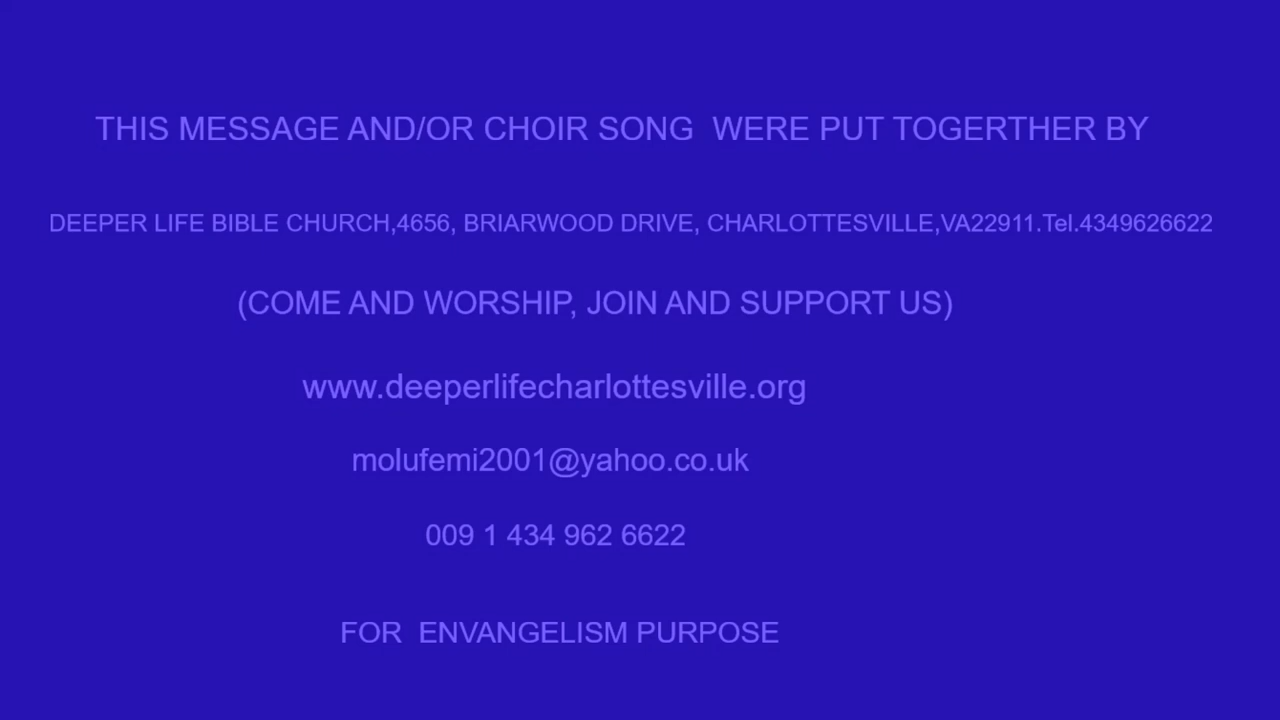 THIS MESSAGE AND/OR CHOIR SONG  WERE PUT TOGERTHER BY
DEEPER LIFE BIBLE CHURCH,4656, BRIARWOOD DRIVE, CHARLOTTESVILLE,VA22911.Tel.4349626622
(COME AND WORSHIP, JOIN AND SUPPORT US)
www.deeperlifecharlottesville.org
molufemi2001@yahoo.co.uk
009 1 434 962 6622
FOR  ENVANGELISM PURPOSE